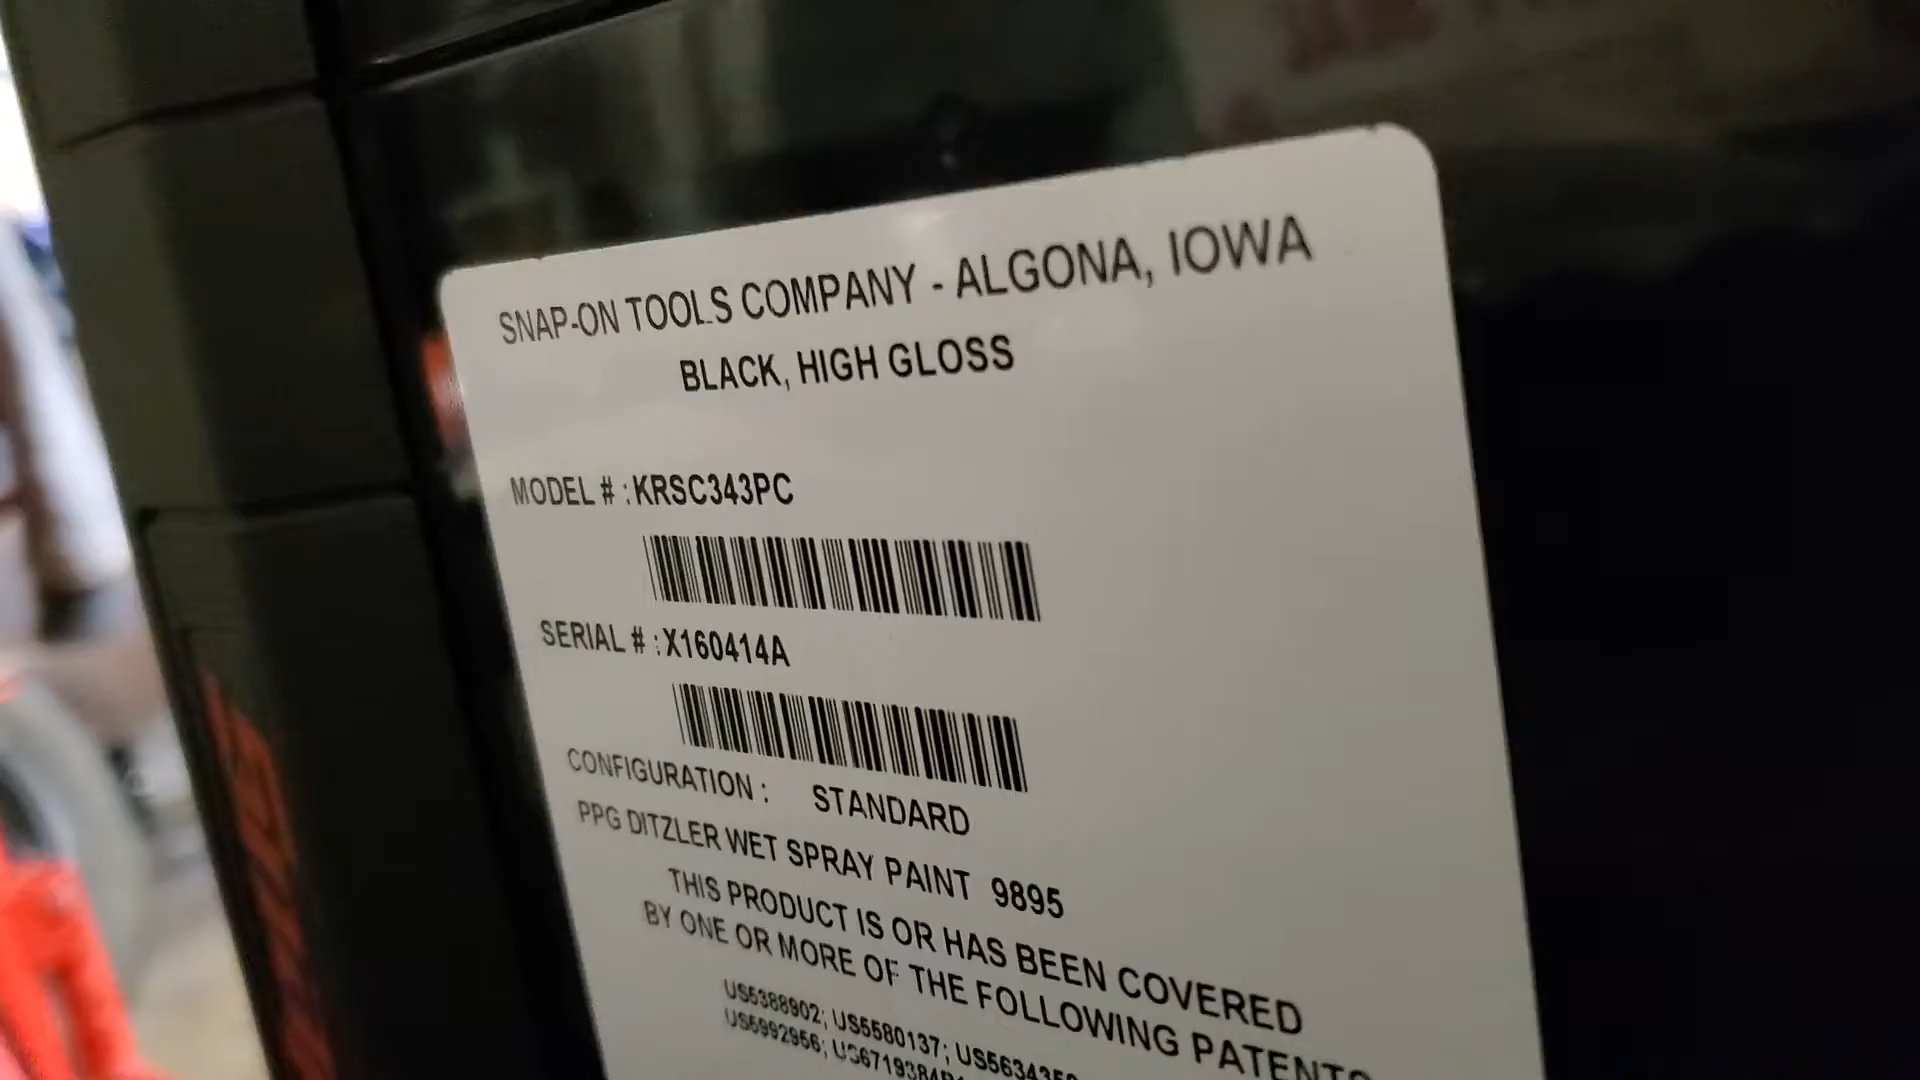 SNAP-ON TOOLS COMPANY - ALGONA, IOWA
BLACK, HIGH GLOSS
MODEL # : KRSC343PC
SERIAL # : X160414A
CONFIGURATION : STANDARD
PPG DITZLER WET SPRAY PAINT 9895
THIS PRODUCT IS OR HAS BEEN COVERED
BY ONE OR MORE OF THE FOLLOWING PATENTS
US5388902; US5580137;
US5992956;